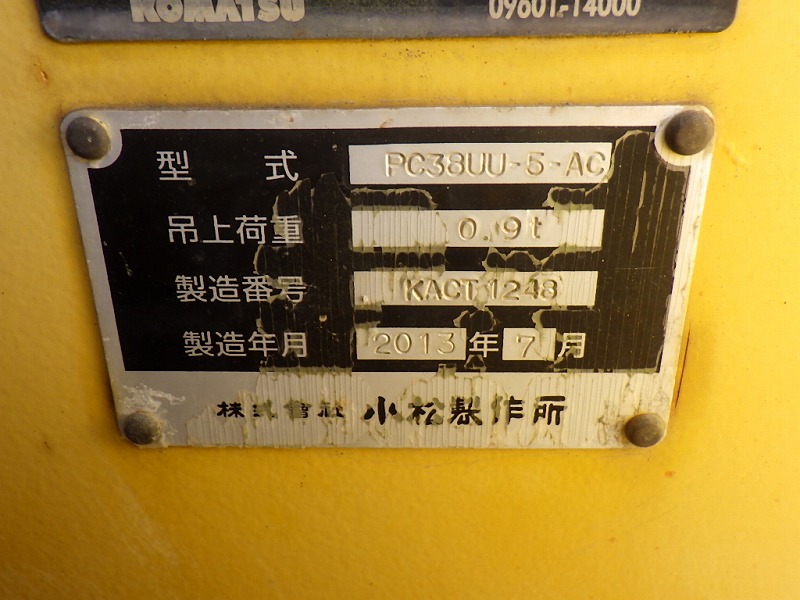 KOMATSU 09601-14000
型 式 PC38UU-5-AC
吊上荷重 0.9t
製造番号 KACT1248
製造年月 2013年7月
株式會社 小松製作所